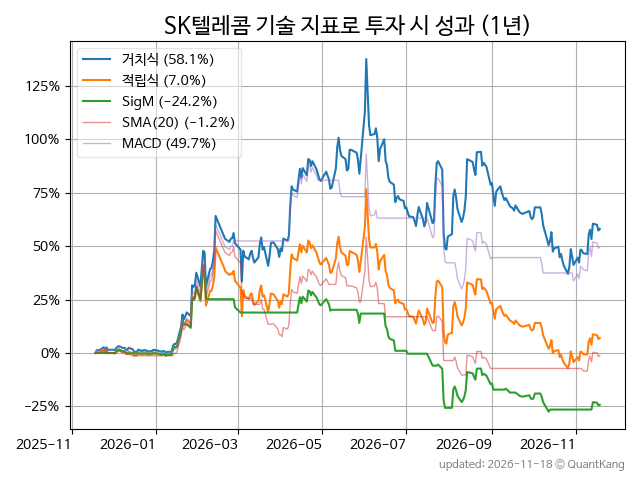 SK텔레콤 기술 지표로 투자 시 성과 (1년)
거치식 (58.1%)
적립식 (7.0%)
SigM (−24.2%)
SMA(20) (−1.2%)
MACD (49.7%)
125%
100%
75%
50%
25%
0%
−25%
2025-11 2026-01 2026-03 2026-05 2026-07 2026-09 2026-11
updated: 2026-11-18 © QuantKang